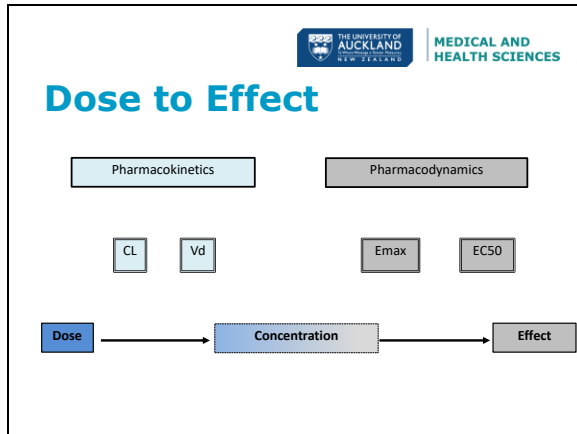 THE UNIVERSITY OF
AUCKLAND
NEW ZEALAND
MEDICAL AND
HEALTH SCIENCES
Dose to Effect
Pharmacokinetics
Pharmacodynamics
CL
Vd
Emax
EC50
Dose
Concentration
Effect